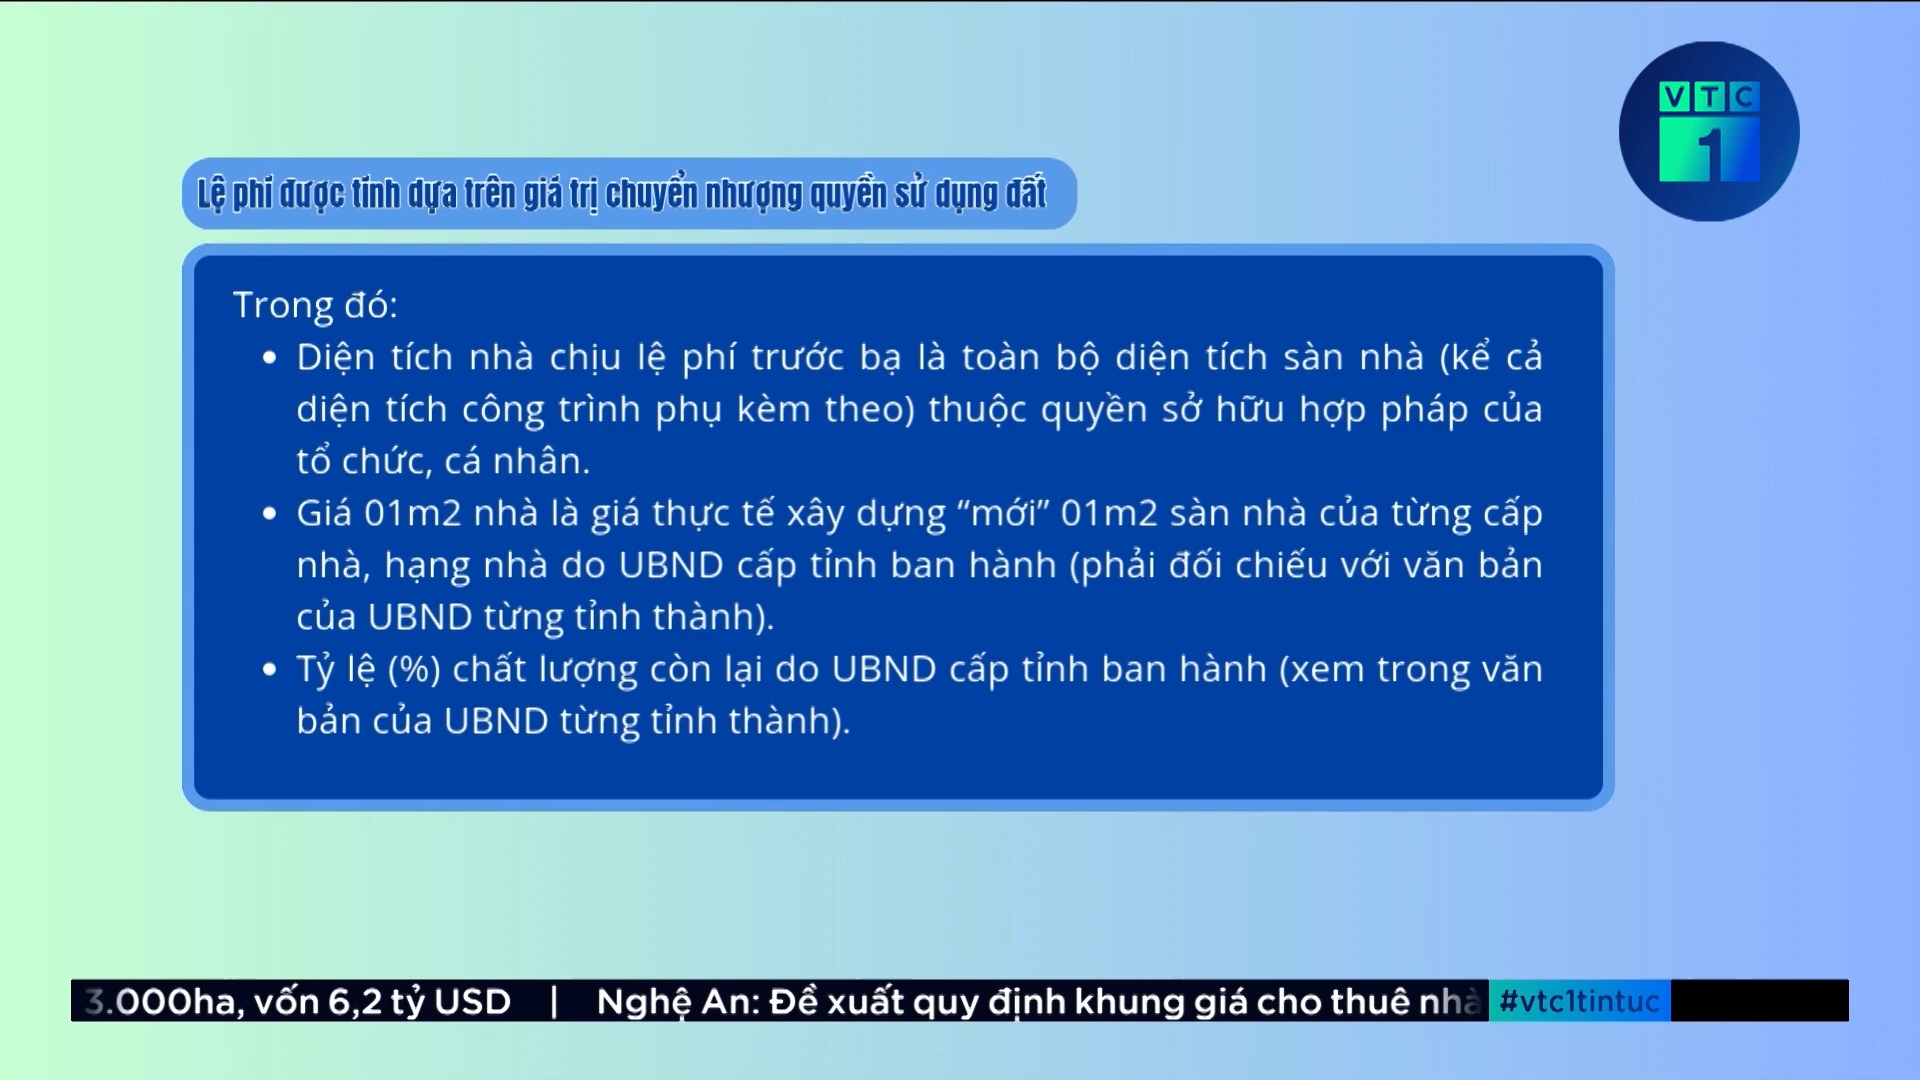 VTC
1
Lệ phí được tính dựa trên giá trị chuyển nhượng quyền sử dụng đất
Trong đó:
• Diện tích nhà chịu lệ phí trước bạ là toàn bộ diện tích sàn nhà (kể cả
diện tích công trình phụ kèm theo) thuộc quyền sở hữu hợp pháp của
tổ chức, cá nhân.
• Giá 01m2 nhà là giá thực tế xây dựng “mới” 01m2 sàn nhà của từng cấp
nhà, hạng nhà do UBND cấp tỉnh ban hành (phải đối chiếu với văn bản
của UBND từng tỉnh thành).
• Tỷ lệ (%) chất lượng còn lại do UBND cấp tỉnh ban hành (xem trong văn
bản của UBND từng tỉnh thành).
3.000ha, vốn 6,2 tỷ USD | Nghệ An: Đề xuất quy định khung giá cho thuê nhà #vtc1tintuc